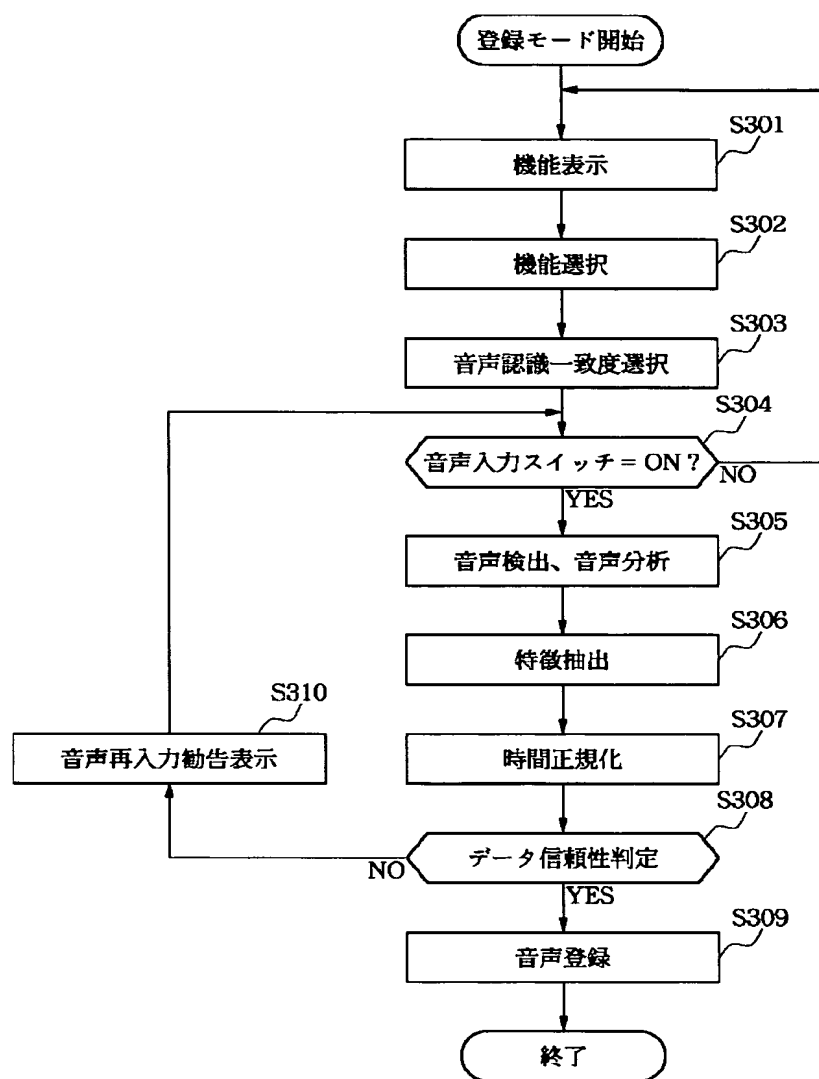 登録モード開始
S301
機能表示
S302
機能選択
S303
音声認識一致度選択
S304
音声入力スイッチ = ON ?
NO
YES
S305
音声検出、音声分析
S306
特徴抽出
S310
音声再入力勧告表示
S307
時間正規化
S308
データ信頼性判定
NO
YES
S309
音声登録
終了